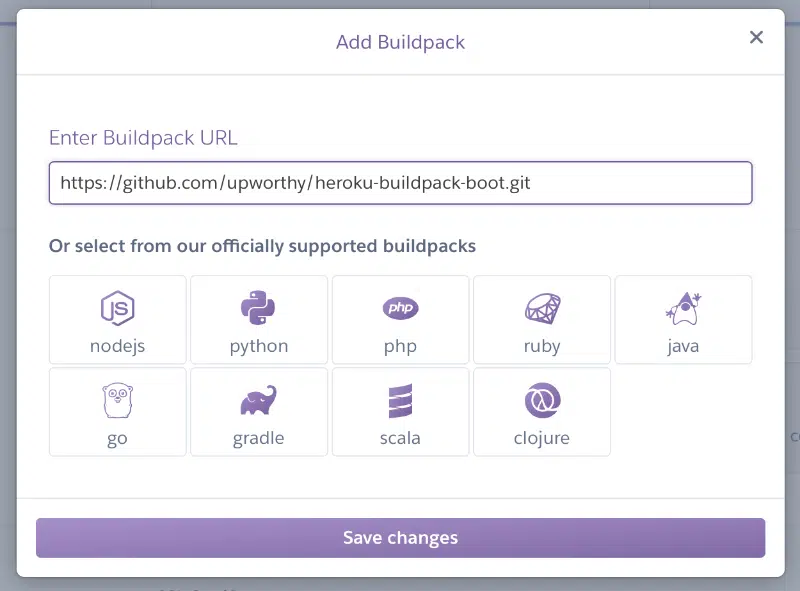 Add Buildpack
Enter Buildpack URL
https://github.com/upworthy/heroku-buildpack-boot.git
Or select from our officially supported buildpacks
JS
php
nodejs
python
php
ruby
java
go
gradle
scala
clojure
Save changes